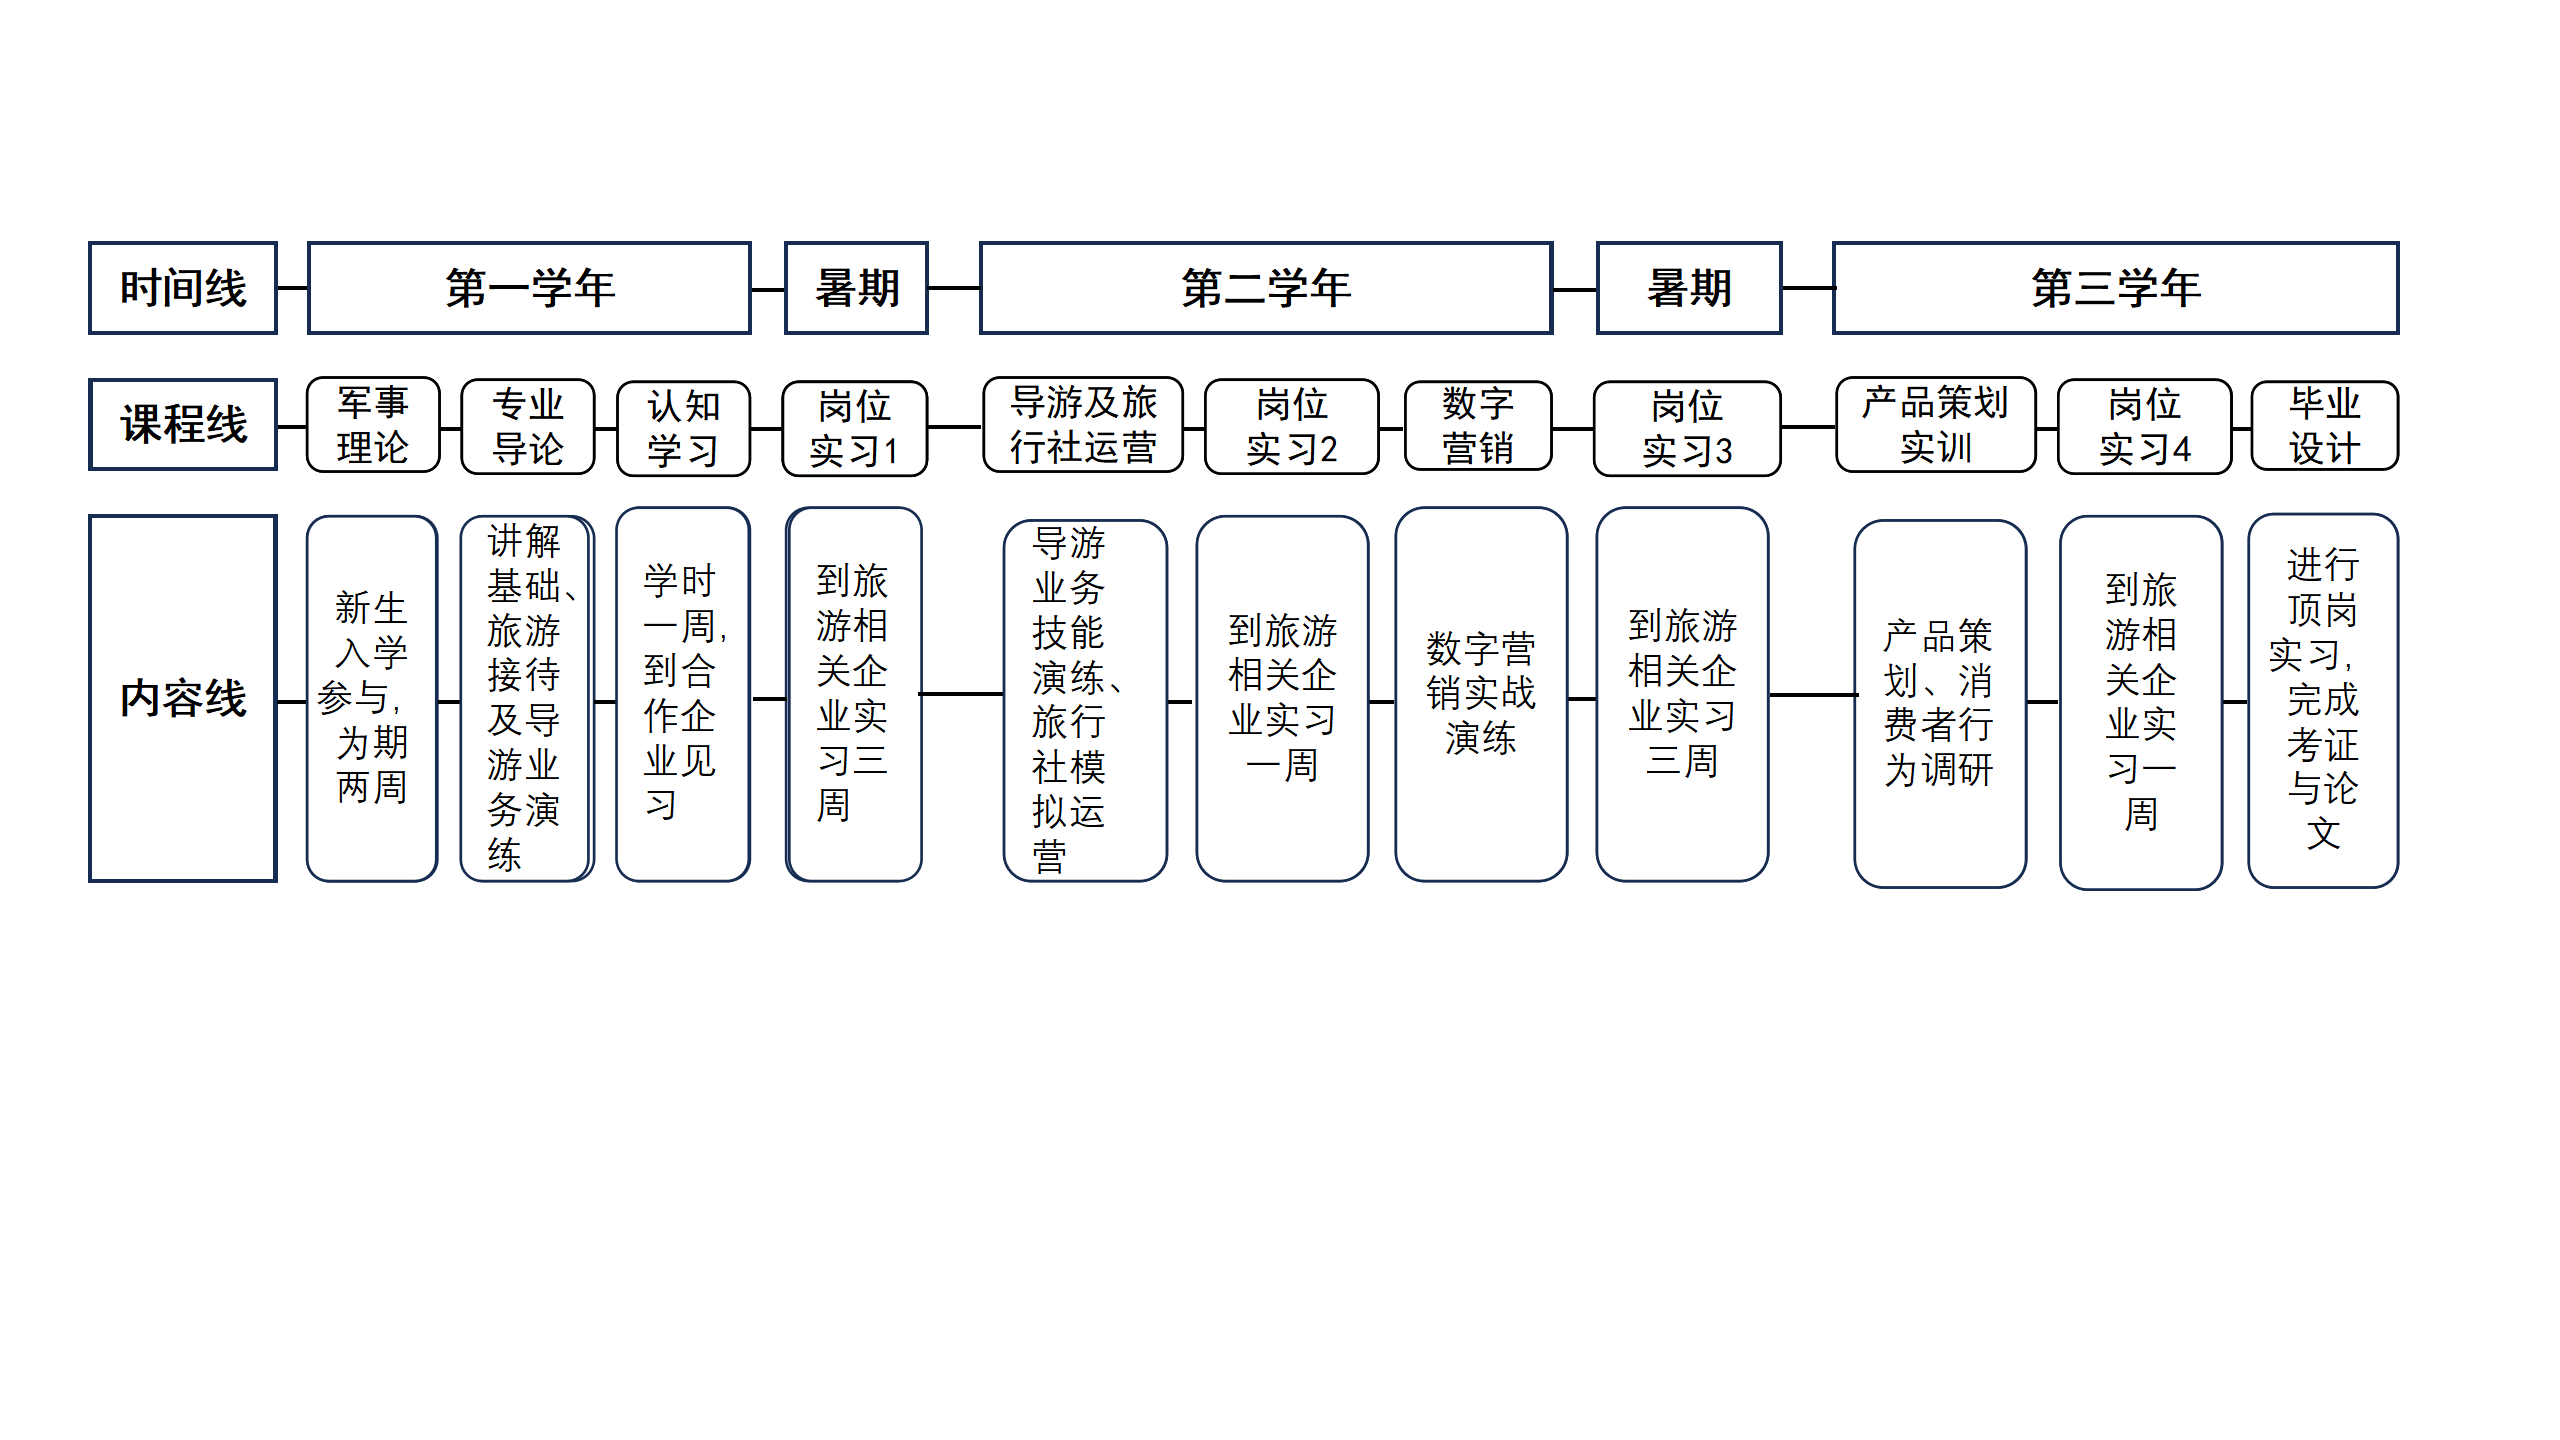 时间线
第一学年
暑期
第二学年
暑期
第三学年
课程线
军事
理论
专业
导论
认知
学习
岗位
实习1
导游及旅
行社运营
岗位
实习2
数字
营销
岗位
实习3
产品策划
实训
岗位
实习4
毕业
设计
内容线
新生
入学
参与,
为期
两周
讲解
基础、
旅游
接待
及导
游业
务演
练
学时
一周,
到合
作企
业见
习
到旅
游相
关企
业实
习三
周
导游
业务
技能
演练、
旅行
社模
拟运
营
到旅游
相关企
业实习
一周
数字营
销实战
演练
到旅游
相关企
业实习
三周
产品策
划、消
费者行
为调研
到旅
游相
关企
业实
习一
周
进行
顶岗
实习,
完成
考证
与论
文